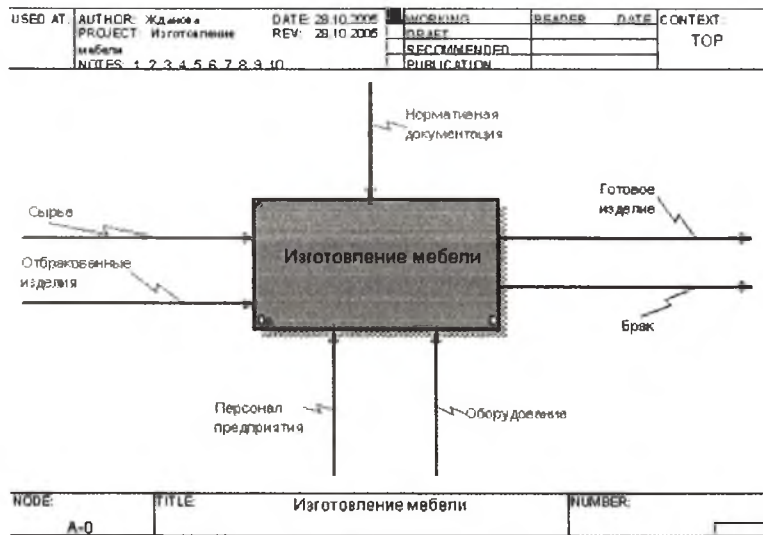 USED AT:
AUTHOR: Жданова
DATE: 28.10.2005
PROJECT: Изготовление
REV: 28.10.2005
мебели
NOTES: 1 2 3 4 5 6 7 8 9 10
WORKING
READER
DATE
DRAFT
RECOMMENDED
PUBLICATION
CONTEXT:
TOP
Нормативная
документация
Сырье
Отбракованные
изделия
Изготовление мебели
Готовое
изделие
Брак
Персонал
предприятия
Оборудование
NODE:
A-0
TITLE:
Изготовление мебели
NUMBER: